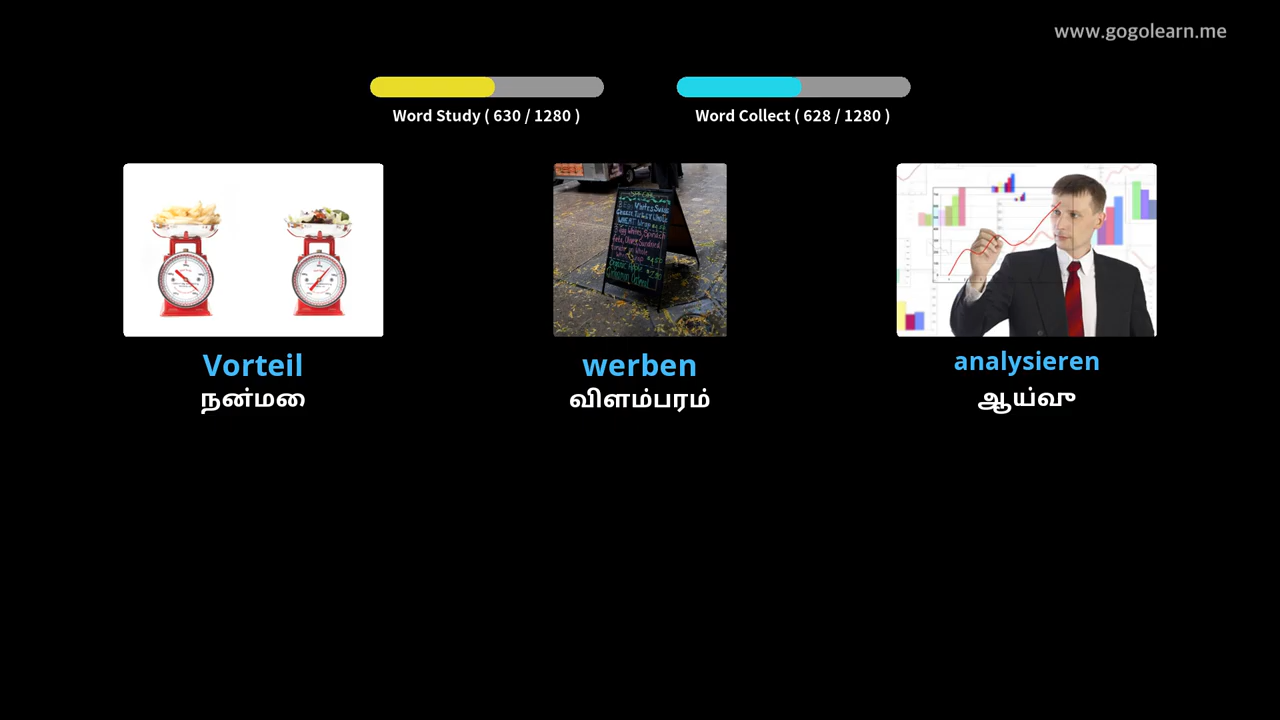 www.gogolearn.me
Word Study ( 630 / 1280 )
Word Collect ( 628 / 1280 )
Vorteil
நன்மை
werben
விளம்பரம்
analysieren
ஆய்வு